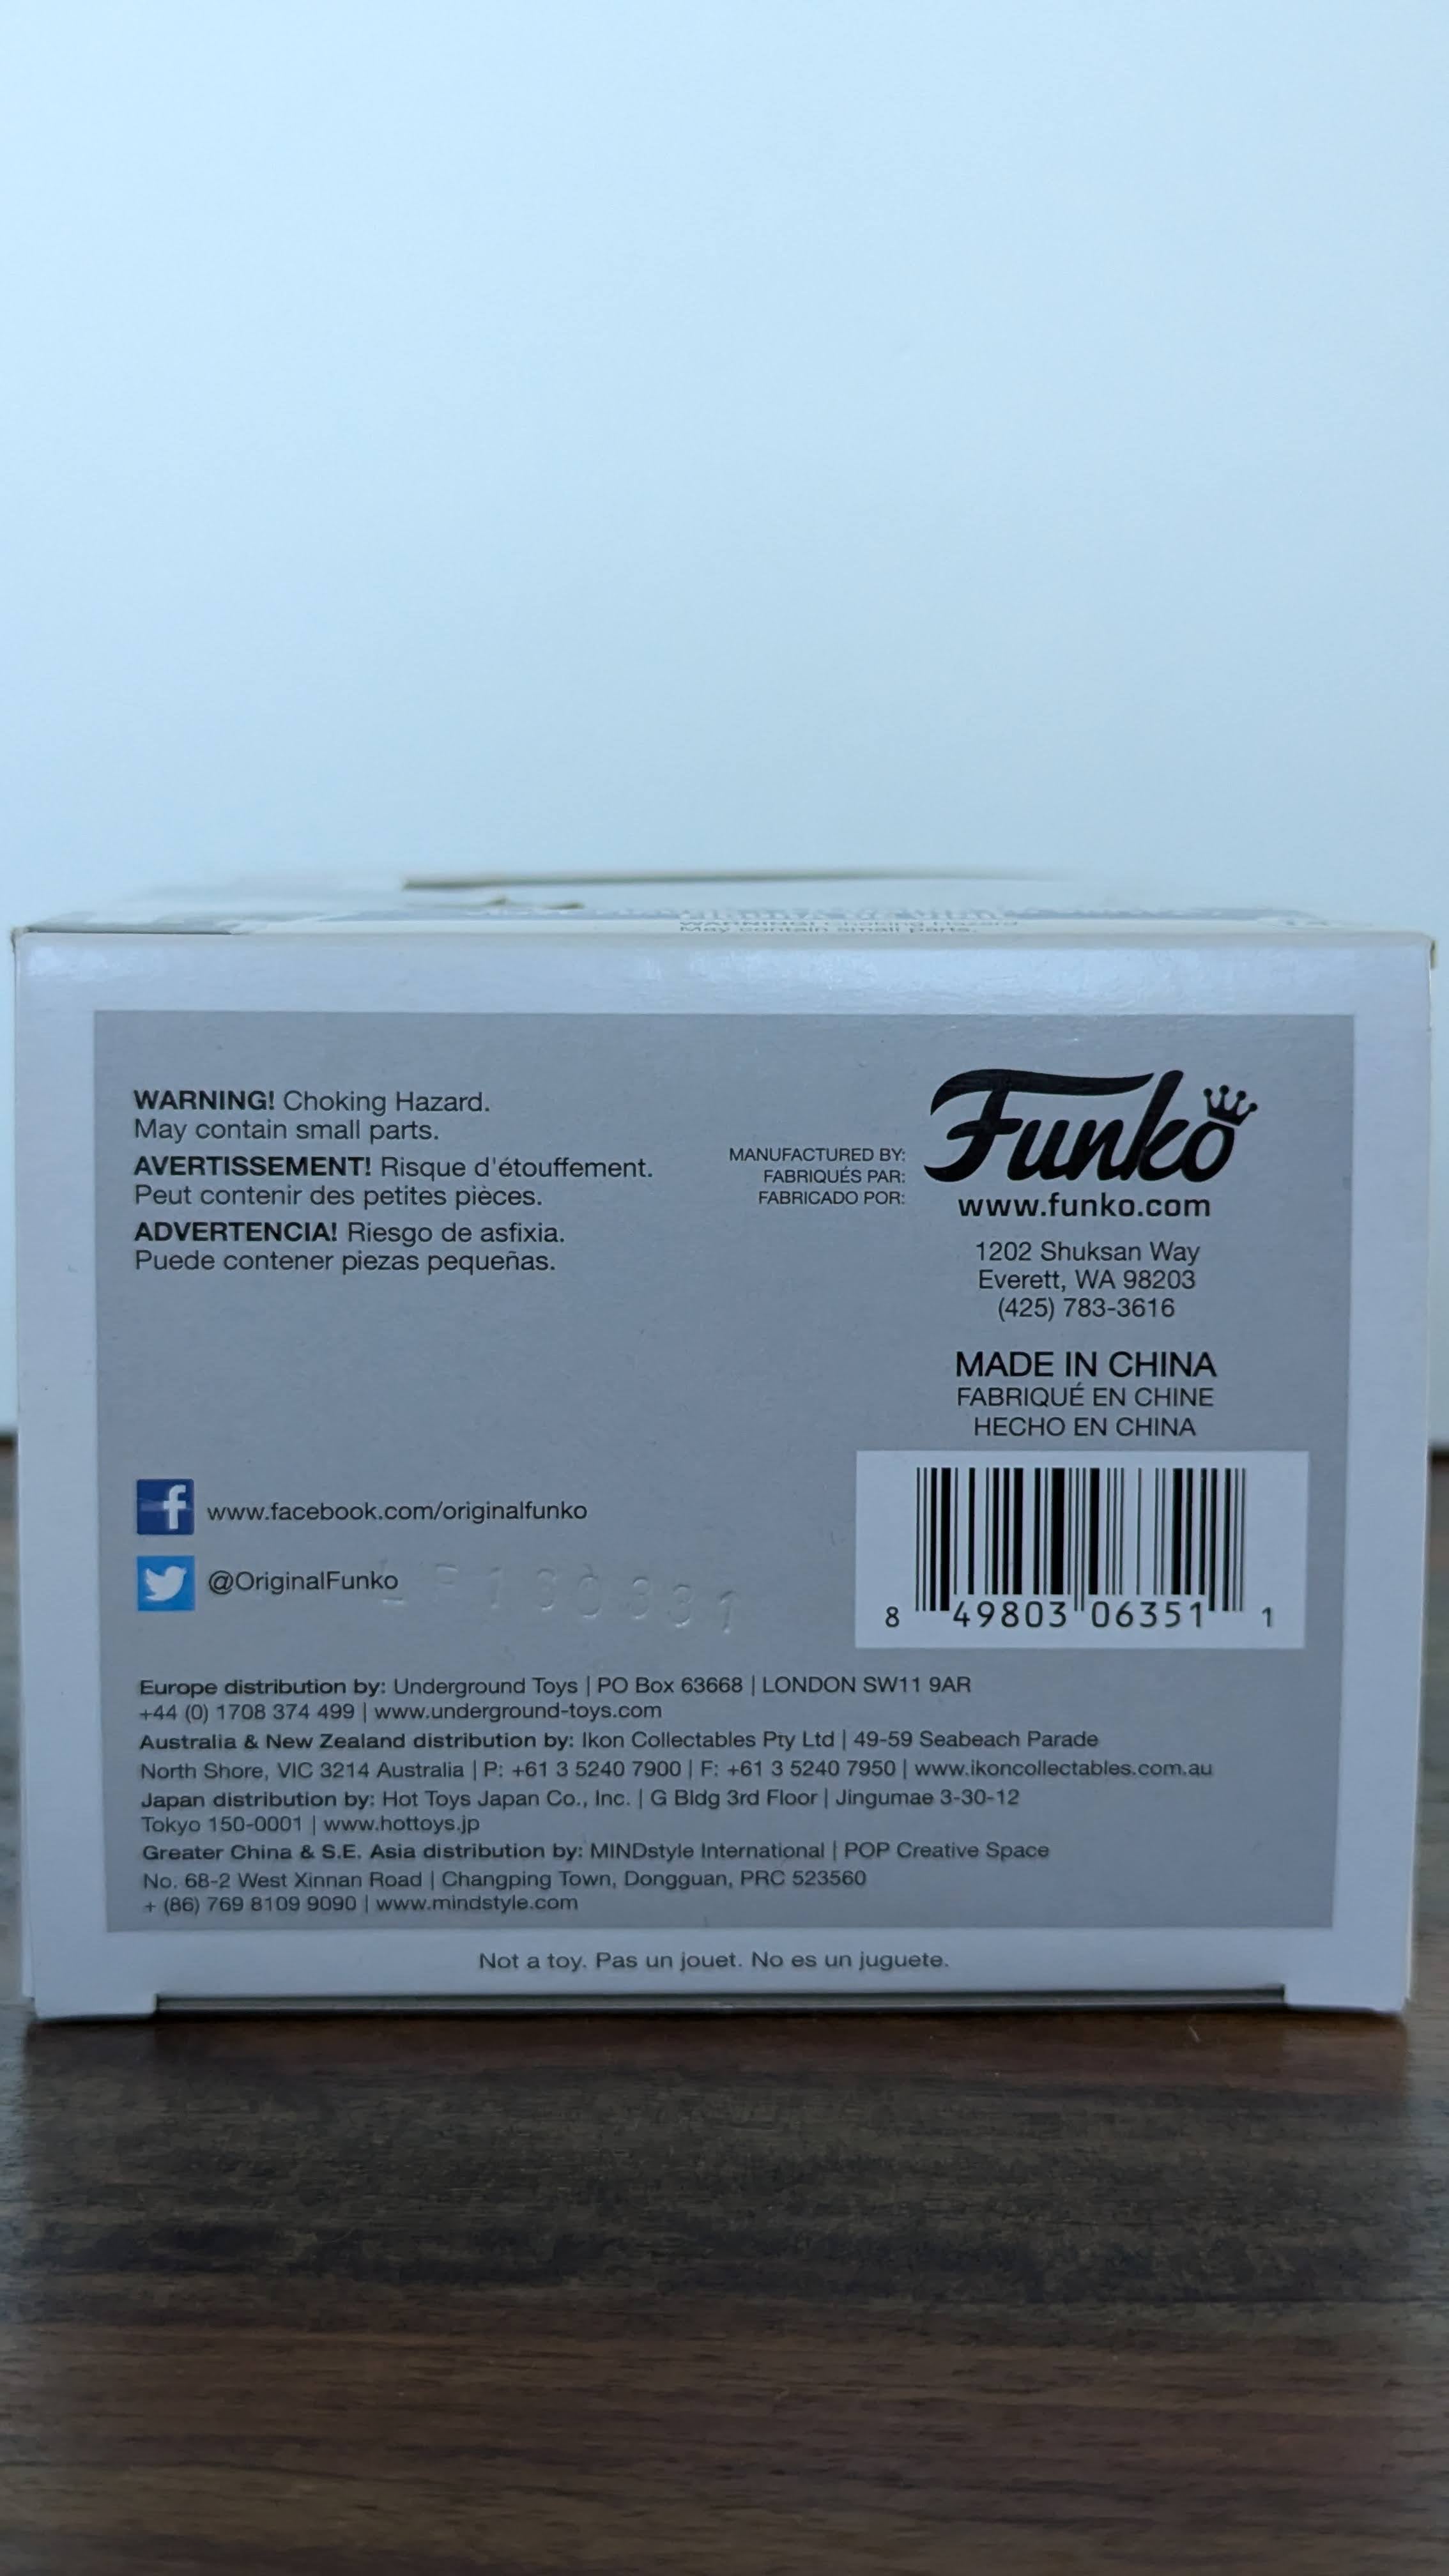 May contain small parts.
WARNING! Choking Hazard.
May contain small parts.
AVERTISSEMENT! Risque d'étouffement.
Peut contenir des petites pièces.
ADVERTENCIA! Riesgo de asfixia.
Puede contener piezas pequeñas.
MANUFACTURED BY:
FABRIQUÉS PAR:
FABRICADO POR:
Funko
www.funko.com
1202 Shuksan Way
Everett, WA 98203
(425) 783-3616
MADE IN CHINA
FABRIQUÉ EN CHINE
HECHO EN CHINA
f www.facebook.com/originalfunko
@OriginalFunko
8 49803 06351 1
Europe distribution by: Underground Toys | PO Box 63668 | LONDON SW11 9AR
+44 (0) 1708 374 499 | www.underground-toys.com
Australia & New Zealand distribution by: Ikon Collectables Pty Ltd | 49-59 Seabeach Parade
North Shore, VIC 3214 Australia | P: +61 3 5240 7900 | F: +61 3 5240 7950 | www.ikoncollectables.com.au
Japan distribution by: Hot Toys Japan Co., Inc. | G Bldg 3rd Floor | Jingumae 3-30-12
Tokyo 150-0001 | www.hottoys.jp
Greater China & S.E. Asia distribution by: MINDstyle International | POP Creative Space
No. 68-2 West Xinnan Road | Changping Town, Dongguan, PRC 523560
+ (86) 769 8109 9090 | www.mindstyle.com
Not a toy. Pas un jouet. No es un juguete.